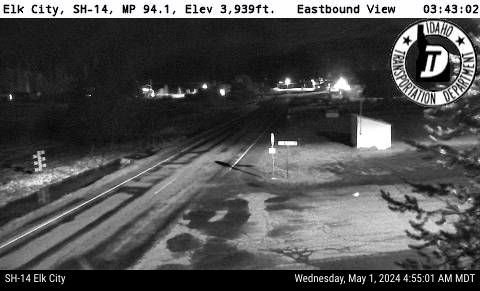 Elk City, SH-14, MP 94.1, Elev 3,939ft. Eastbound View 03:43:02
IDAHO
TRANSPORTATION DEPARTMENT
SH-14 Elk City Wednesday, May 1, 2024 4:55:01 AM MDT